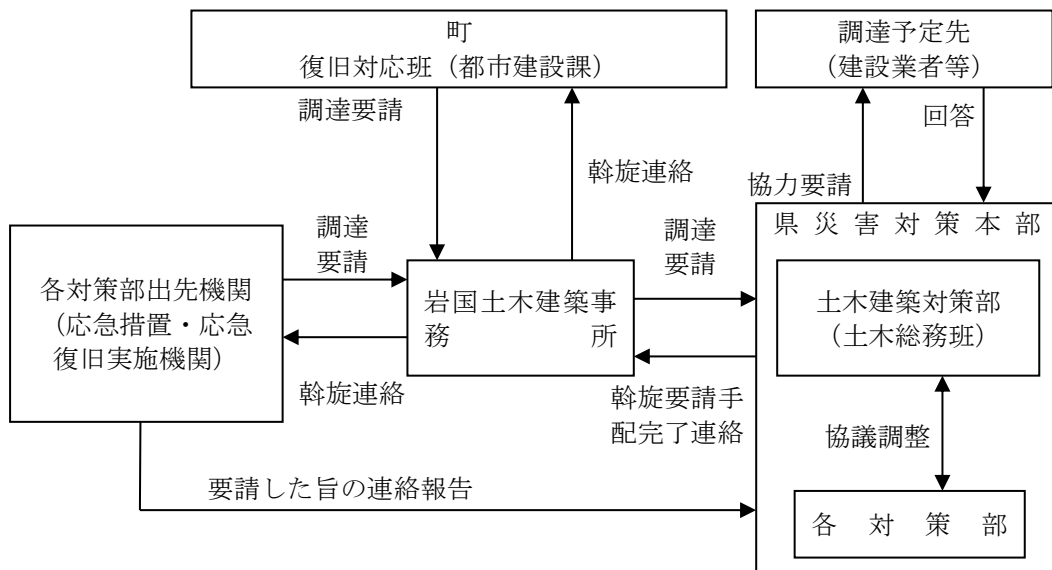 町
復旧対応班（都市建設課）
調達予定先
（建設業者等）
調達要請
回答
斡旋連絡
協力要請
県災害対策本部
調達
要請
調達
要請
各対策部出先機関
（応急措置・応急
復旧実施機関）
岩国土木建築事
務所
土木建築対策部
（土木総務班）
斡旋連絡
斡旋要請手
配完了連絡
協議調整
要請した旨の連絡報告
各対策部